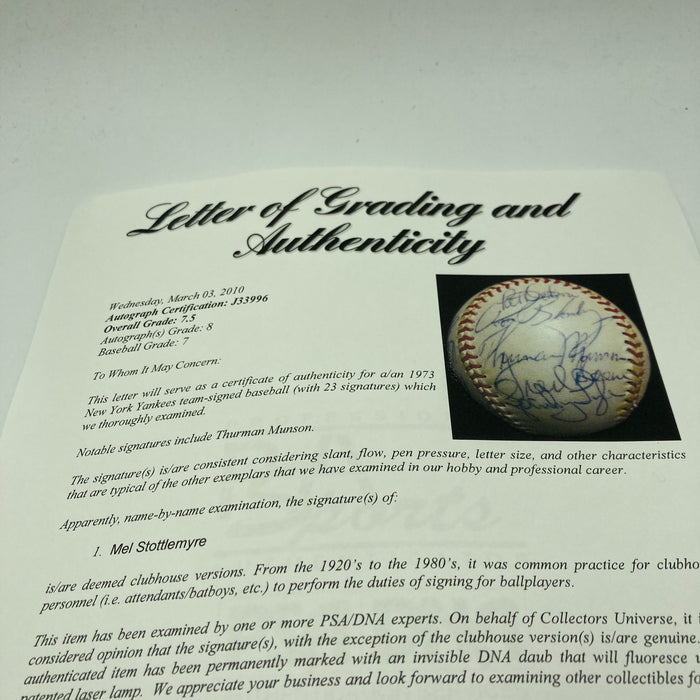 Letter of Grading and
Authenticity
Wednesday, March 03, 2010
Autograph Certification: J33996
Overall Grade: 7.5
Autograph(s) Grade: 8
Baseball Grade: 7
To Whom It May Concern:
This letter will serve as a certificate of authenticity for a/an 1973
New York Yankees team-signed baseball (with 23 signatures) which
we thoroughly examined.
Notable signatures include Thurman Munson.
Thurman Munson
The signature(s) is/are consistent considering slant, flow, pen pressure, letter size, and other characteristics
that are typical of the other exemplars that we have examined in our hobby and professional career.
Apparently, name-by-name examination, the signature(s) of:
1. Mel Stottlemyre
is/are deemed clubhouse versions. From the 1920's to the 1980's, it was common practice for clubho
personnel (i.e. attendants/batboys, etc.) to perform the duties of signing for ballplayers.
This item has been examined by one or more PSA/DNA experts. On behalf of Collectors Universe, it i
considered opinion that the signature(s), with the exception of the clubhouse version(s) is/are genuine.
authenticated item has been permanently marked with an invisible DNA daub that will fluoresce u
patented laser lamp. We appreciate your business and look forward to examining other collectibles fo